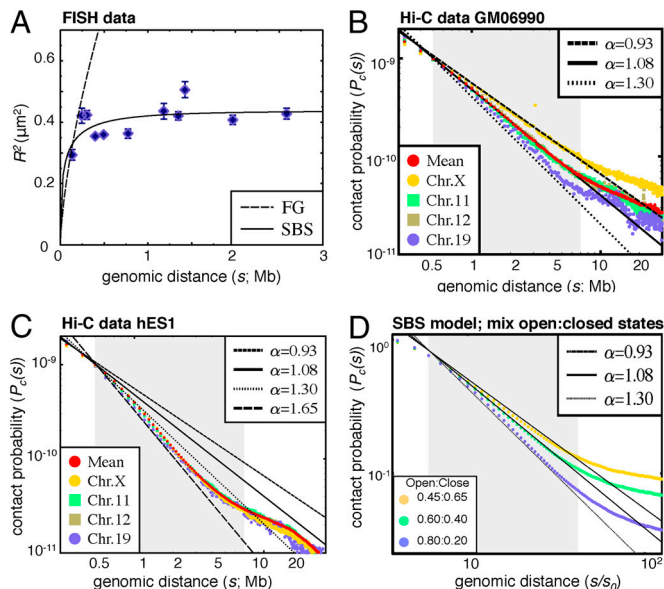 A
FISH data
R² (μm²)
0.6
0.4
0.2
0
0
1
2
3
FG
SBS
genomic distance (s; Mb)
B
Hi-C data GM06990
contact probability (Pc(s))
10⁻⁹
10⁻¹⁰
10⁻¹¹
α=0.93
α=1.08
α=1.30
Mean
Chr.X
Chr.11
Chr.12
Chr.19
0.5
1
2
5
10
20
genomic distance (s; Mb)
C
Hi-C data hES1
contact probability (Pc(s))
10⁻⁹
10⁻¹⁰
10⁻¹¹
α=0.93
α=1.08
α=1.30
α=1.65
Mean
Chr.X
Chr.11
Chr.12
Chr.19
0.5
1
2
5
10
20
genomic distance (s; Mb)
D
SBS model; mix open:closed states
contact probability (Pc(s))
10⁰
10⁻¹
α=0.93
α=1.08
α=1.30
Open:Close
0.45:0.65
0.60:0.40
0.80:0.20
10
10²
genomic distance (s/s₀)